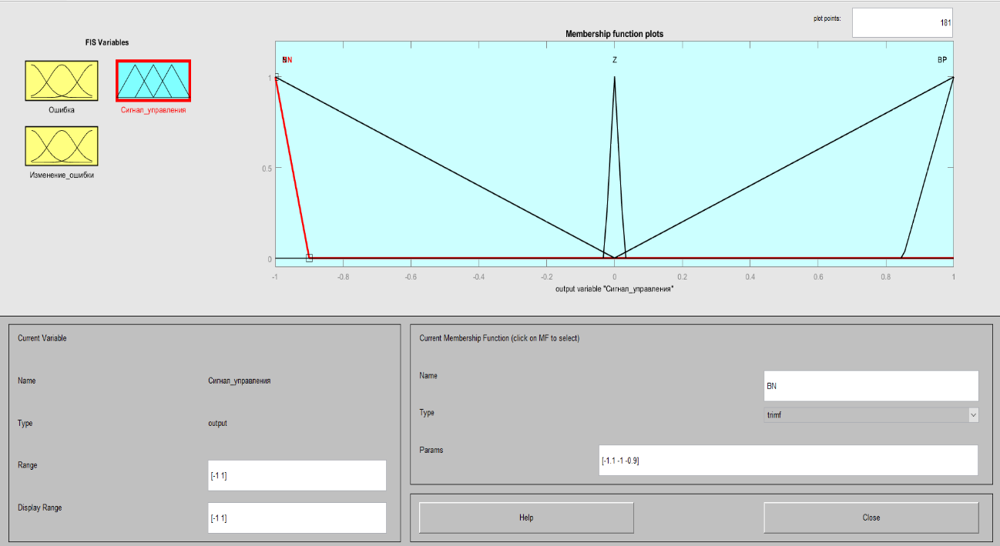 plot points:
181
FIS Variables
Membership function plots
Ошибка
Сигнал_управления
Изменение_ошибки
BN
Z
BP
1
0.5
0
-1
-0.8
-0.6
-0.4
-0.2
0
0.2
0.4
0.6
0.8
1
output variable "Сигнал_управления"
Current Variable
Name
Сигнал_управления
Type
output
Range
[-1 1]
Display Range
[-1 1]
Current Membership Function (click on MF to select)
Name
BN
Type
trimf
Params
[-1.1 -1 -0.9]
Help
Close